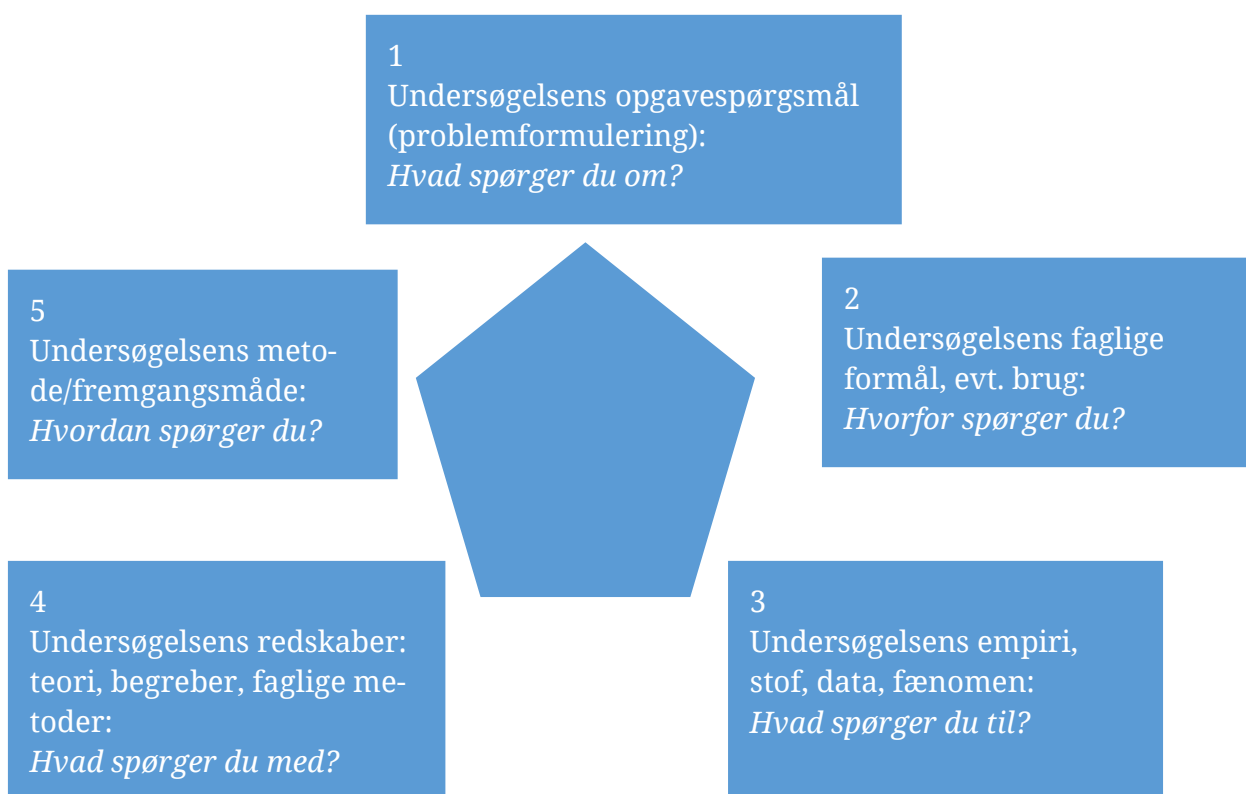 1
Undersøgelsens opgavespørgsmål
(problemformulering):
Hvad spørger du om?
2
Undersøgelsens faglige
formål, evt. brug:
Hvorfor spørger du?
3
Undersøgelsens empiri,
stof, data, fænomen:
Hvad spørger du til?
4
Undersøgelsens redskaber:
teori, begreber, faglige me-
toder:
Hvad spørger du med?
5
Undersøgelsens meto-
de/fremgangsmåde:
Hvordan spørger du?